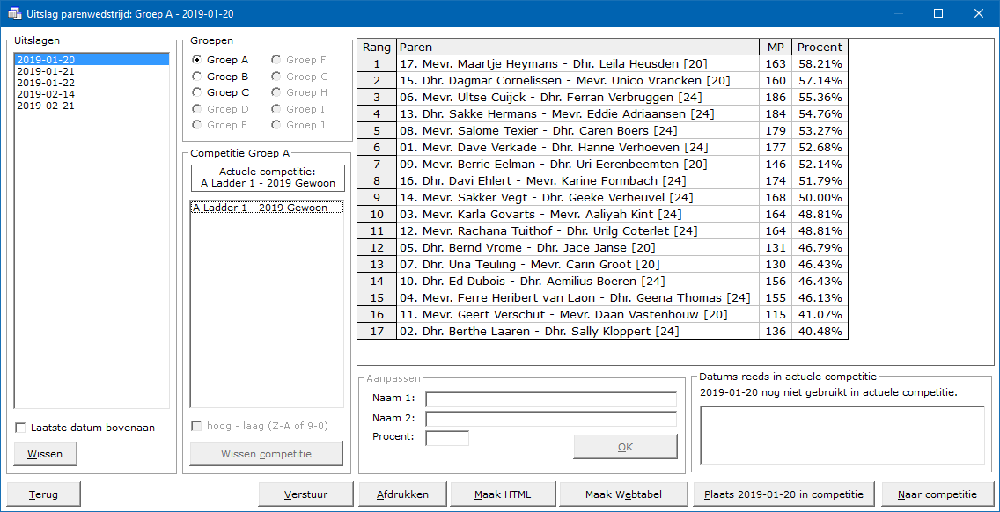 Uitslag parenwedstrijd: Groep A - 2019-01-20
Uitslagen
2019-01-20
2019-01-21
2019-01-22
2019-02-14
2019-02-21
Laatste datum bovenaan
Wissen
Groepen
Groep A
Groep B
Groep C
Groep D
Groep E
Groep F
Groep G
Groep H
Groep I
Groep J
Competitie Groep A
Actuele competitie:
A Ladder 1 - 2019 Gewoon
A Ladder 1 - 2019 Gewoon
hoog - laag (Z-A of 9-0)
Wissen competitie
Rang Paren MP Procent
1 17. Mevr. Maartje Heymans - Dhr. Leila Heusden [20] 163 58.21%
2 15. Dhr. Dagmar Cornelissen - Mevr. Unico Vrancken [20] 160 57.14%
3 06. Mevr. Ultse Cuijck - Dhr. Ferran Verbruggen [24] 186 55.36%
4 13. Dhr. Sakke Hermans - Mevr. Eddie Adriaansen [24] 184 54.76%
5 08. Mevr. Salome Texier - Dhr. Caren Boers [24] 179 53.27%
6 01. Mevr. Dave Verkade - Dhr. Hanne Verhoeven [24] 177 52.68%
7 09. Mevr. Berrie Eelman - Dhr. Uri Eerenbeemten [20] 146 52.14%
8 16. Dhr. Davi Ehlert - Mevr. Karine Formbach [24] 174 51.79%
9 14. Mevr. Sakker Vegt - Dhr. Geeke Verheuvel [24] 168 50.00%
10 03. Mevr. Karla Govarts - Mevr. Aaliyah Kint [24] 164 48.81%
11 12. Mevr. Rachana Tuithof - Dhr. Urilg Coterlet [24] 164 48.81%
12 05. Dhr. Bernd Vrome - Dhr. Jace Janse [20] 131 46.79%
13 07. Dhr. Una Teuling - Mevr. Carin Groot [20] 130 46.43%
14 10. Dhr. Ed Dubois - Dhr. Aemilius Boeren [24] 156 46.43%
15 04. Mevr. Ferre Heribert van Laon - Dhr. Geena Thomas [24] 155 46.13%
16 11. Mevr. Geert Verschut - Mevr. Daan Vastenhouw [20] 115 41.07%
17 02. Dhr. Berthe Laaren - Dhr. Sally Kloppert [24] 136 40.48%
Aanpassen
Naam 1:
Naam 2:
Procent:
OK
Datums reeds in actuele competitie
2019-01-20 nog niet gebruikt in actuele competitie.
Terug
Verstuur
Afdrukken
Maak HTML
Maak Webtabel
Plaats 2019-01-20 in competitie
Naar competitie